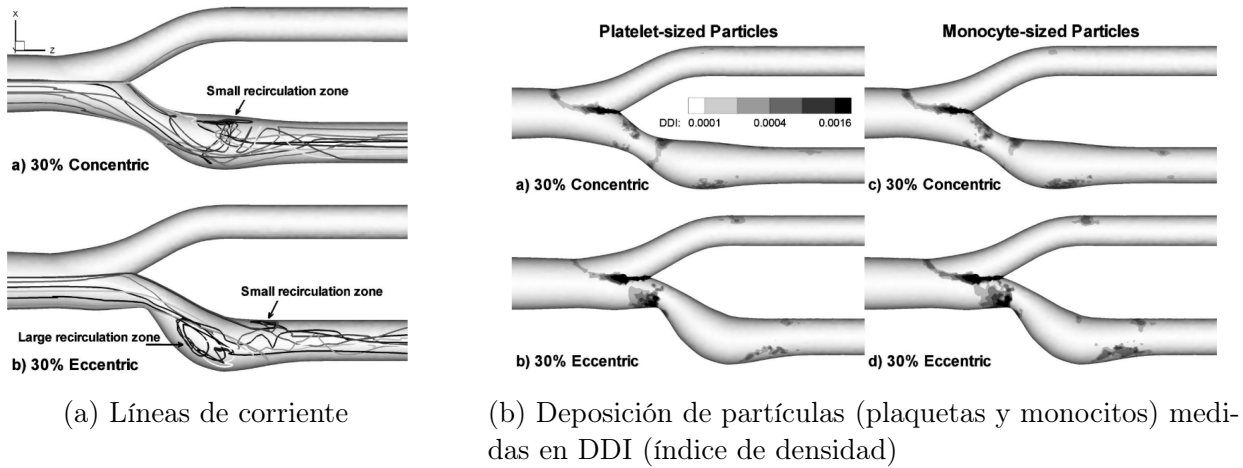 X
Y
Z
Small recirculation zone
a) 30% Concentric
Small recirculation zone
Large recirculation zone
b) 30% Eccentric
(a) Líneas de corriente
Platelet-sized Particles
Monocyte-sized Particles
DDI: 0.0001 0.0004 0.0016
a) 30% Concentric
c) 30% Concentric
b) 30% Eccentric
d) 30% Eccentric
(b) Deposición de partículas (plaquetas y monocitos) medi-
das en DDI (índice de densidad)